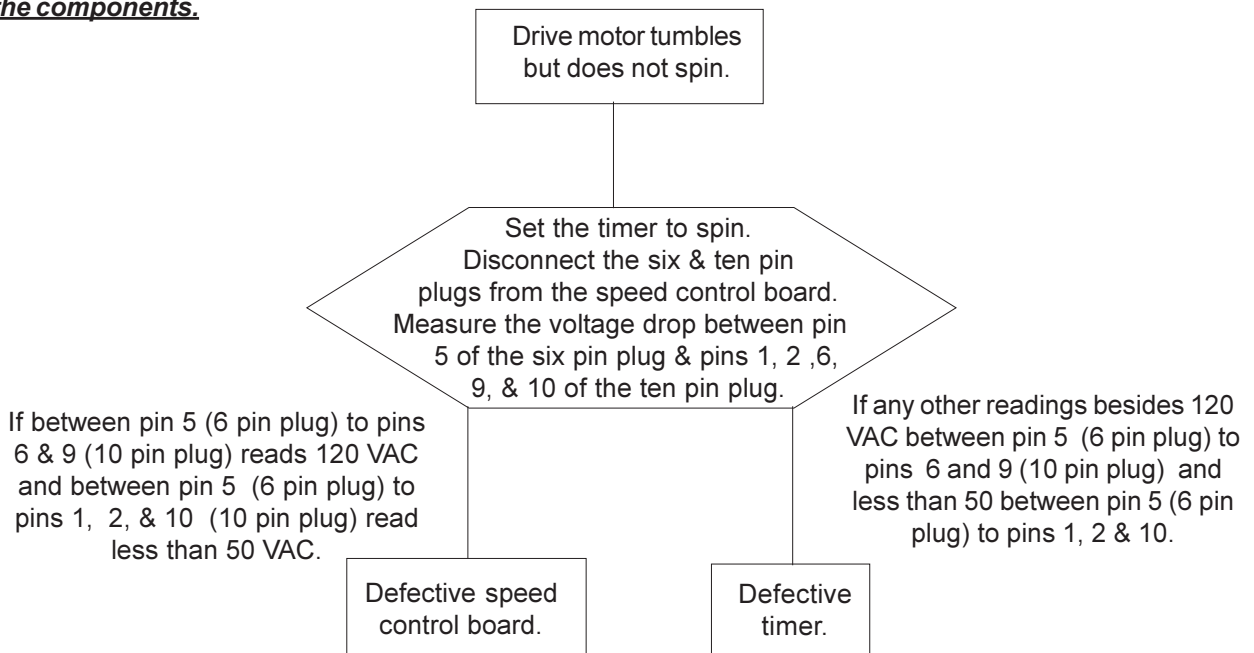 the components.
Drive motor tumbles
but does not spin.
Set the timer to spin.
Disconnect the six & ten pin
plugs from the speed control board.
Measure the voltage drop between pin
5 of the six pin plug & pins 1, 2 ,6,
9, & 10 of the ten pin plug.
If between pin 5 (6 pin plug) to pins
6 & 9 (10 pin plug) reads 120 VAC
and between pin 5 (6 pin plug) to
pins 1, 2, & 10 (10 pin plug) read
less than 50 VAC.
If any other readings besides 120
VAC between pin 5 (6 pin plug) to
pins 6 and 9 (10 pin plug) and
less than 50 between pin 5 (6 pin
plug) to pins 1, 2 & 10.
Defective speed
control board.
Defective
timer.